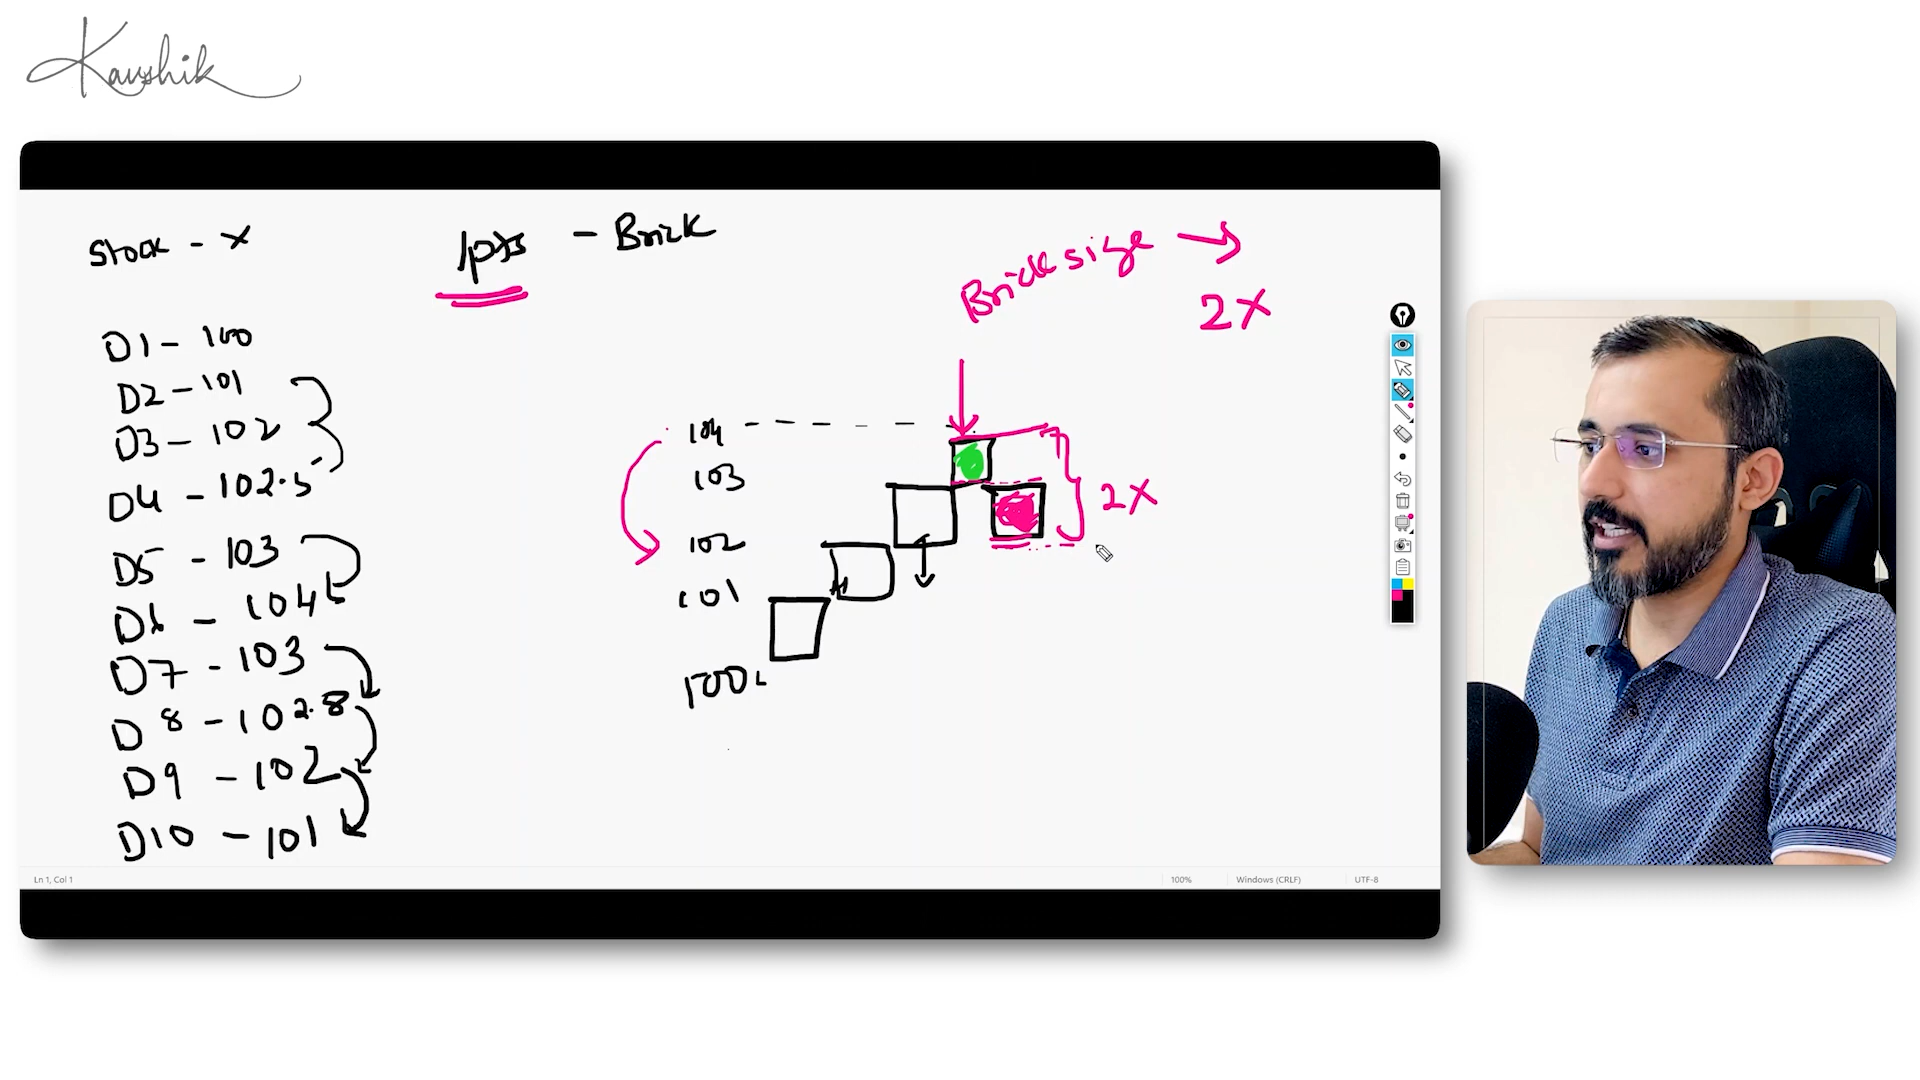 Kaushik
Stock - X
1pts - Brick
Brick size →
2X
D1 - 100
D2 - 101
D3 - 102
D4 - 102.5
D5 - 103
D6 - 104
D7 - 103
D8 - 102.8
D9 - 102
D10 - 101
104
103
102
101
100
2X
Ln 1, Col 1
100%
Windows (CRLF)
UTF-8